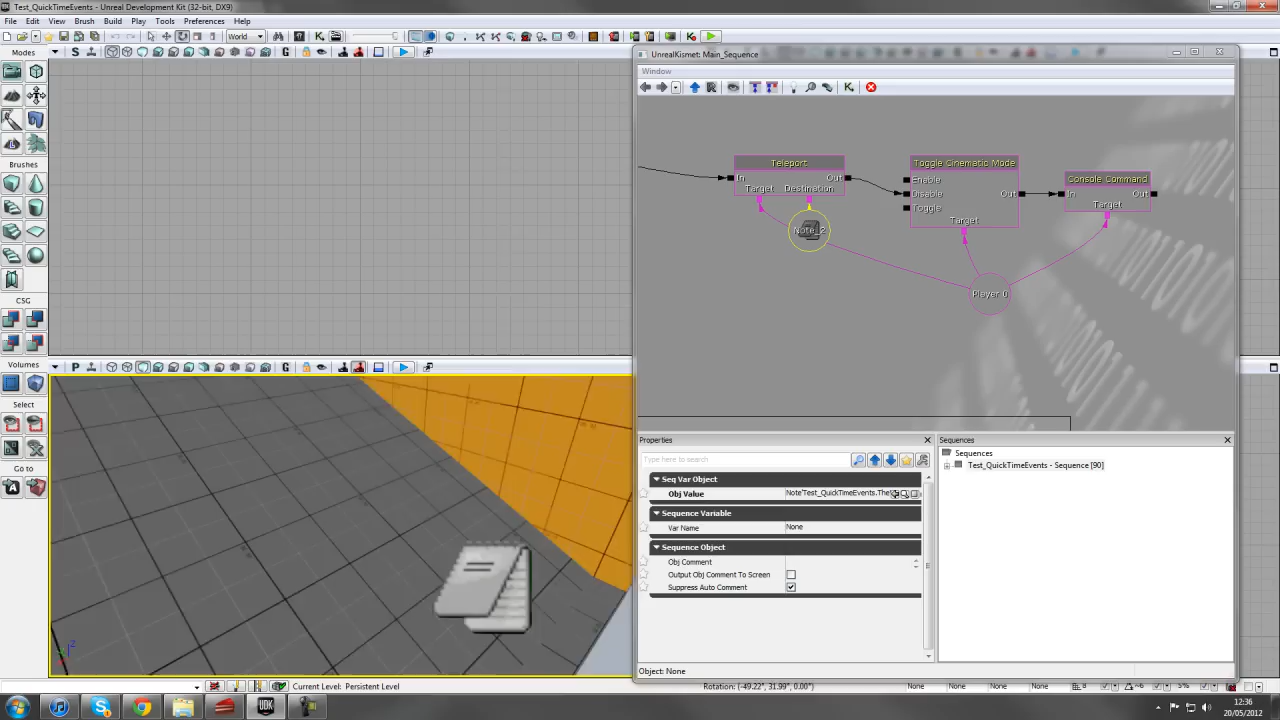 Test_QuickTimeEvents - Unreal Development Kit (32-bit, DX9)
File Edit View Brush Build Play Tools Preferences Help
World
Modes
Brushes
CSG
Volumes
Select
Go to
S G
P G
UnrealKismet: Main_Sequence
Window
Teleport
In Out
Target Destination
Toggle Cinematic Mode
Enable
Disable Out
Toggle
Target
Console Command
In Out
Target
Player 0
Properties
Type here to search
Seq Var Object
Obj Value Note'Test_QuickTimeEvents.The
Sequence Variable
Var Name None
Sequence Object
Obj Comment
Output Obj Comment To Screen
Suppress Auto Comment
Sequences
Sequences
Test_QuickTimeEvents - Sequence [90]
Object: None
Current Level: Persistent Level
Rotation: (-49.22°, 31.99°, 0.00°)
None None None None
12:36
20/05/2012